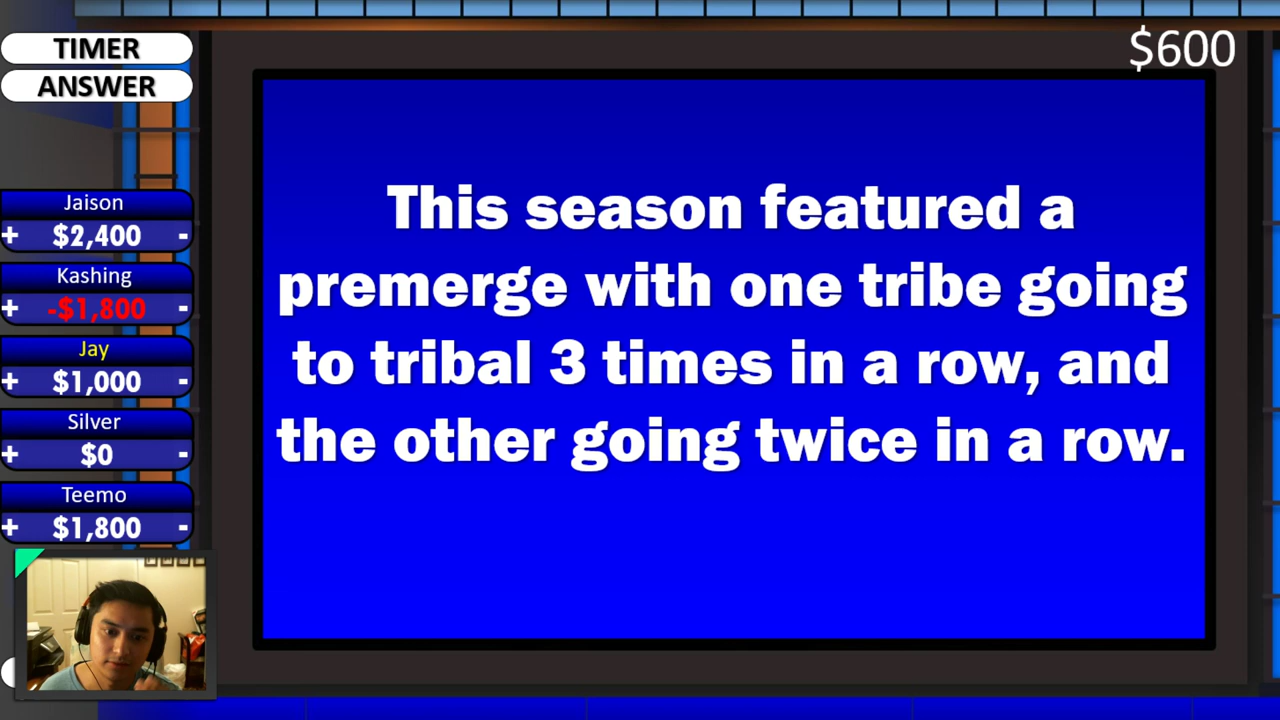 $600
TIMER
ANSWER
Jaison
+ $2,400 -
Kashing
+ -$1,800 -
Jay
+ $1,000 -
Silver
+ $0 -
Teemo
+ $1,800 -
This season featured a
premerge with one tribe going
to tribal 3 times in a row, and
the other going twice in a row.